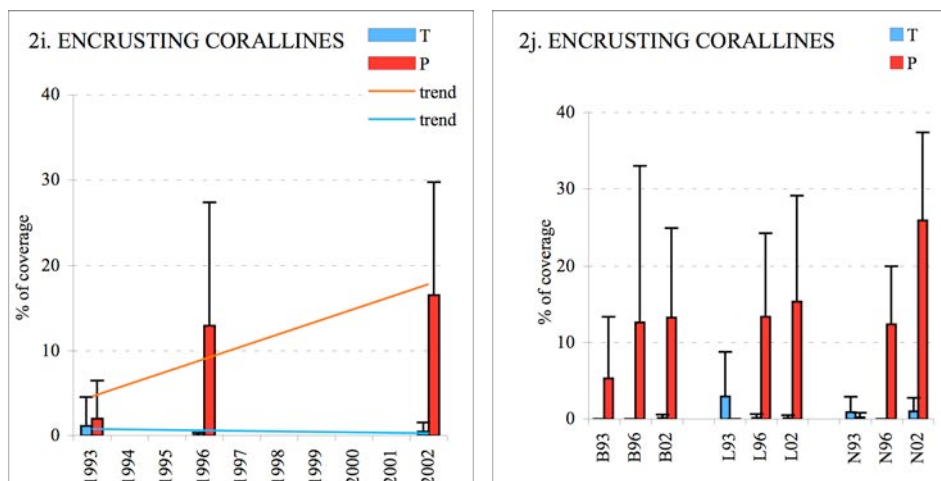 2i. ENCRUSTING CORALLINES
T
P
trend
trend
% of coverage
40
30
20
10
0
1993
1994
1995
1996
1997
1998
1999
2000
2001
2002
2j. ENCRUSTING CORALLINES
T
P
% of coverage
40
30
20
10
0
B93
B96
B02
L93
L96
L02
N93
N96
N02